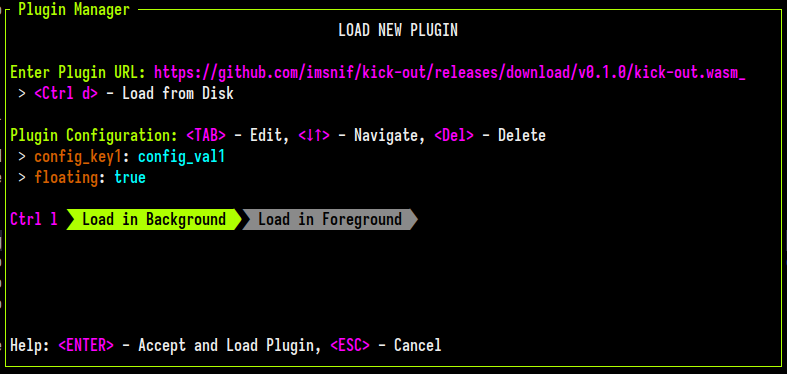 Plugin Manager
LOAD NEW PLUGIN
Enter Plugin URL: https://github.com/imsnif/kick-out/releases/download/v0.1.0/kick-out.wasm_
> <Ctrl d> - Load from Disk
Plugin Configuration: <TAB> - Edit, <↓↑> - Navigate, <Del> - Delete
> config_key1: config_val1
> floating: true
Ctrl l Load in Background Load in Foreground
Help: <ENTER> - Accept and Load Plugin, <ESC> - Cancel